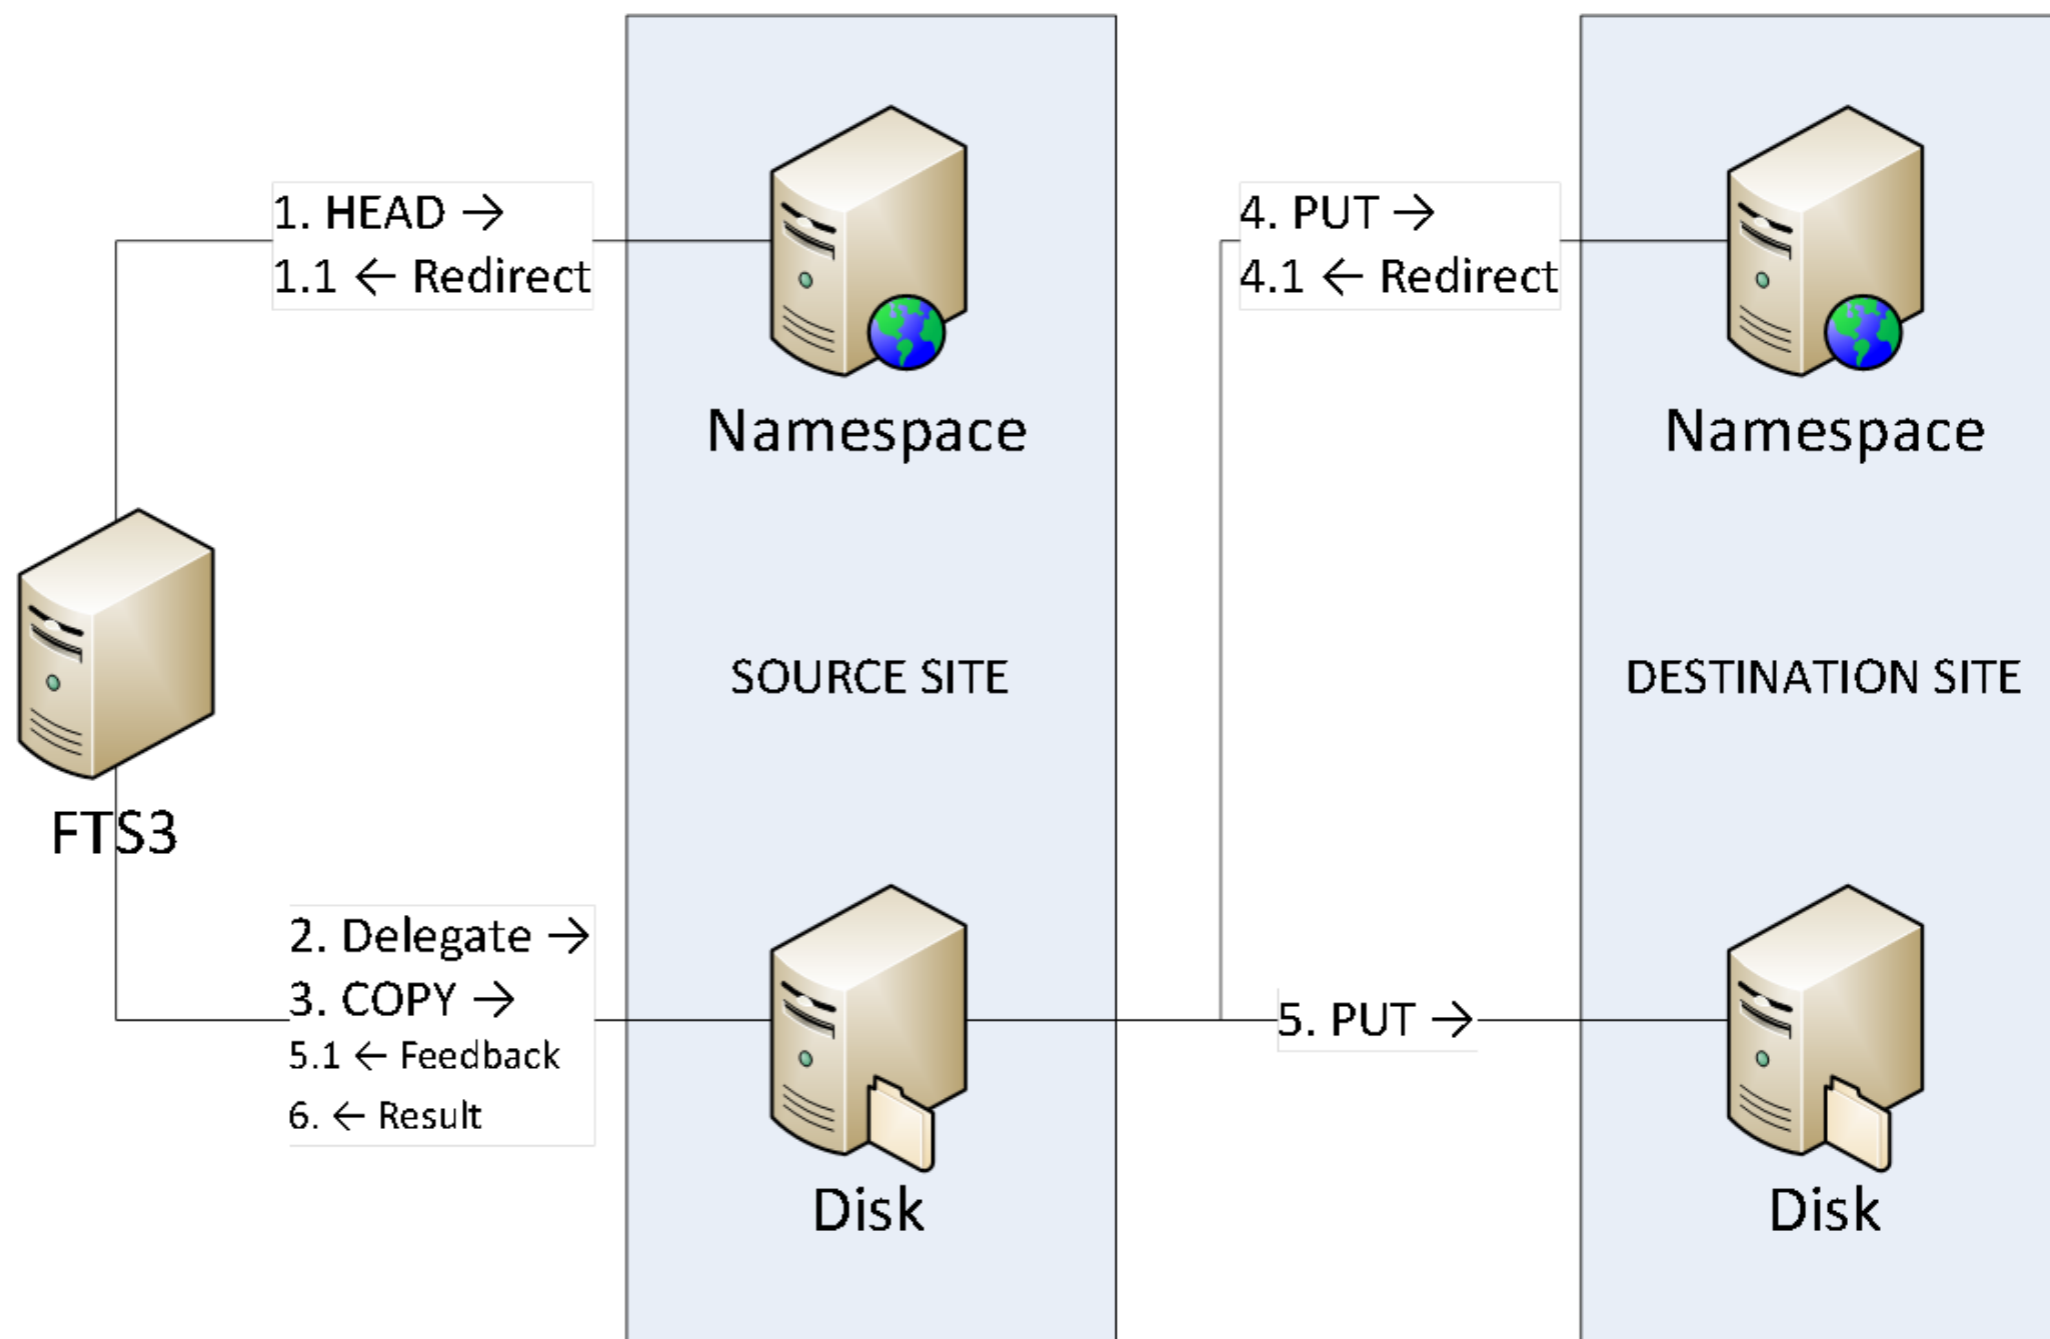 1. HEAD →
1.1 ← Redirect
4. PUT →
4.1 ← Redirect
Namespace
Namespace
SOURCE SITE
DESTINATION SITE
FTS3
2. Delegate →
3. COPY →
5.1 ← Feedback
6. ← Result
5. PUT →
Disk
Disk